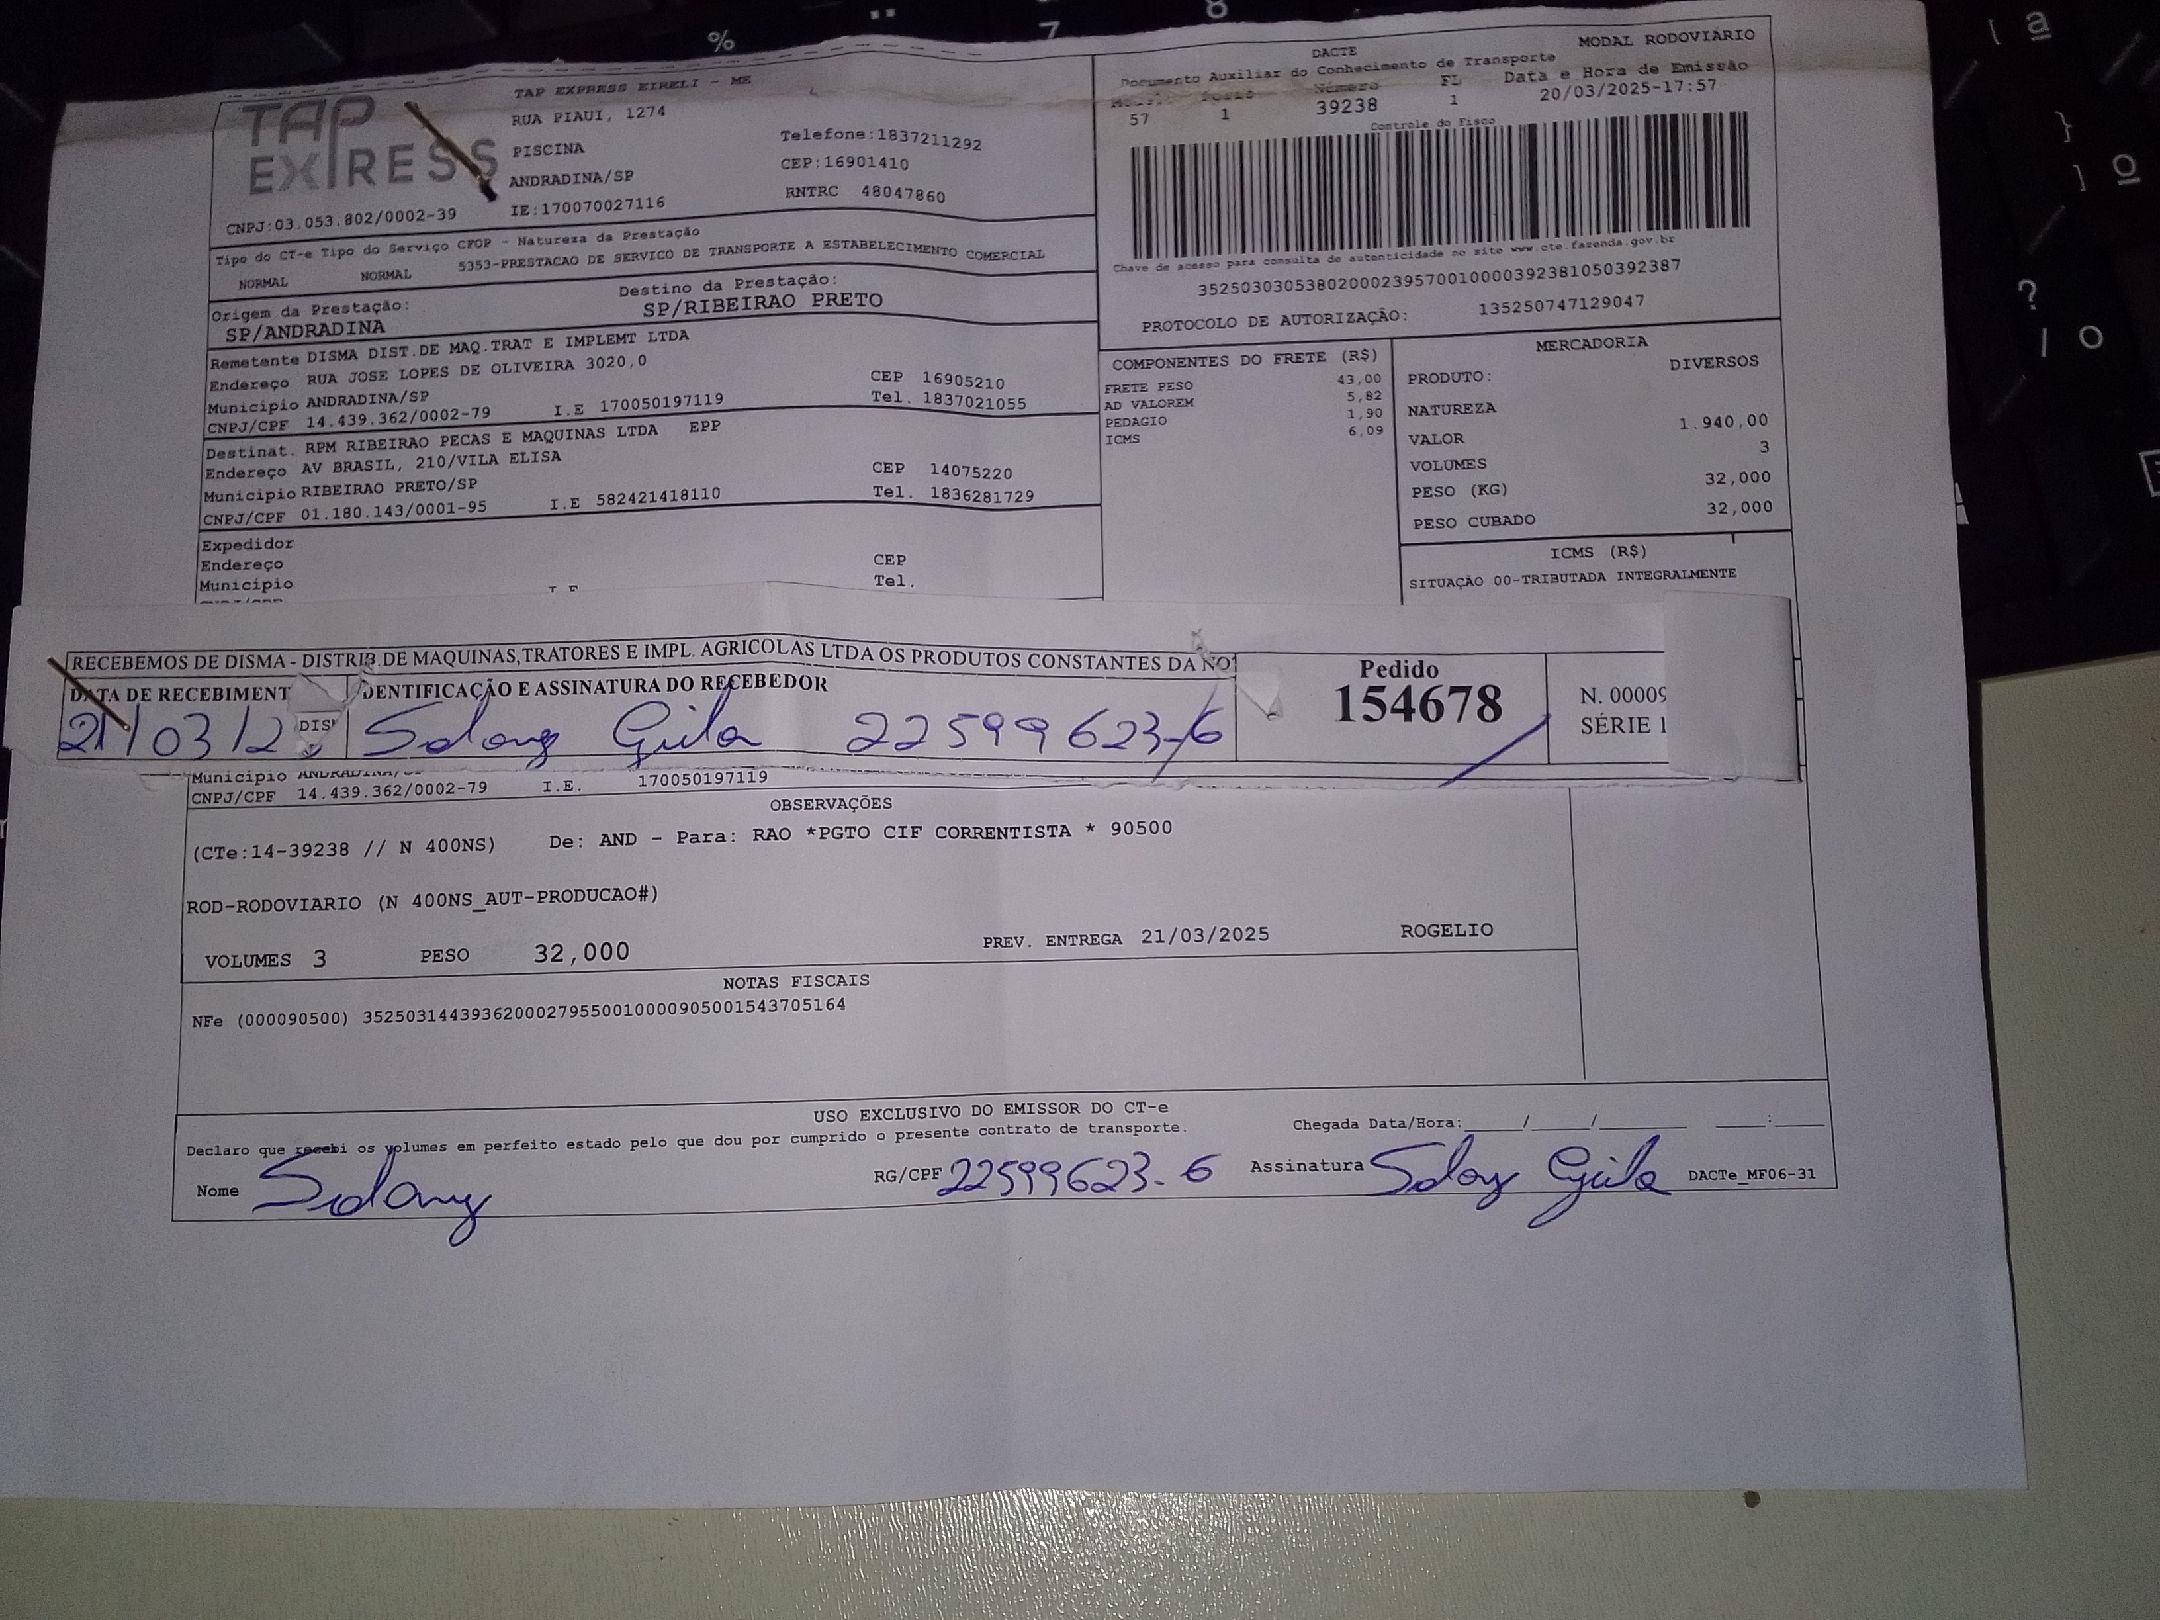 TAP EXPRESS
TAP EXPRESS EIRELI - ME
RUA PIAUI, 1274
PISCINA
ANDRADINA/SP
IE:170070027116
Telefone:1837211292
CEP:16901410
RNTRC 48047860
CNPJ:03.053.802/0002-39
DACTE
MODAL RODOVIARIO
Documento Auxiliar do Conhecimento de Transporte
Número FL Data e Hora de Emissão
57 1 39238 1 20/03/2025-17:57
Controle do Fisco
Chave de acesso para consulta de autenticidade no site www.cte.fazenda.gov.br
35250303053802000239570010000392381050392387
PROTOCOLO DE AUTORIZAÇÃO: 135250747129047
Tipo do CT-e Tipo do Serviço CFOP - Natureza da Prestação
NORMAL NORMAL 5353-PRESTACAO DE SERVICO DE TRANSPORTE A ESTABELECIMENTO COMERCIAL
Origem da Prestação: Destino da Prestação:
SP/ANDRADINA SP/RIBEIRAO PRETO
Remetente DISMA DIST.DE MAQ.TRAT E IMPLEMT LTDA
Endereço RUA JOSE LOPES DE OLIVEIRA 3020,0 CEP 16905210
Município ANDRADINA/SP Tel. 1837021055
CNPJ/CPF 14.439.362/0002-79 I.E 170050197119
Destinat. RPM RIBEIRAO PECAS E MAQUINAS LTDA EPP
Endereço AV BRASIL, 210/VILA ELISA CEP 14075220
Município RIBEIRAO PRETO/SP Tel. 1836281729
CNPJ/CPF 01.180.143/0001-95 I.E 582421418110
Expedidor
Endereço CEP
Município Tel.
COMPONENTES DO FRETE (R$)
FRETE PESO 43,00
AD VALOREM 5,82
PEDAGIO 1,90
ICMS 6,09
MERCADORIA
PRODUTO: DIVERSOS
NATUREZA
VALOR 1.940,00
VOLUMES 3
PESO (KG) 32,000
PESO CUBADO 32,000
ICMS (R$)
SITUAÇÃO 00-TRIBUTADA INTEGRALMENTE
RECEBEMOS DE DISMA - DISTRIB.DE MAQUINAS,TRATORES E IMPL. AGRICOLAS LTDA OS PRODUTOS CONSTANTES DA NO
DATA DE RECEBIMENT IDENTIFICAÇÃO E ASSINATURA DO RECEBEDOR
21/03/2 DIS 22599623-6
Pedido
154678
N. 00009
SÉRIE 1
Município ANDRADINA/
CNPJ/CPF 14.439.362/0002-79 I.E. 170050197119
OBSERVAÇÕES
(CTe:14-39238 // N 400NS) De: AND - Para: RAO *PGTO CIF CORRENTISTA * 90500
ROD-RODOVIARIO (N 400NS_AUT-PRODUCAO#)
VOLUMES 3 PESO 32,000 PREV. ENTREGA 21/03/2025 ROGELIO
NOTAS FISCAIS
NFe (000090500) 35250314439362000279550010000905001543705164
USO EXCLUSIVO DO EMISSOR DO CT-e
Declaro que recebi os volumes em perfeito estado pelo que dou por cumprido o presente contrato de transporte. Chegada Data/Hora:____/____/______ ___:___
Nome RG/CPF 22599623-6 Assinatura DACTe_MF06-31